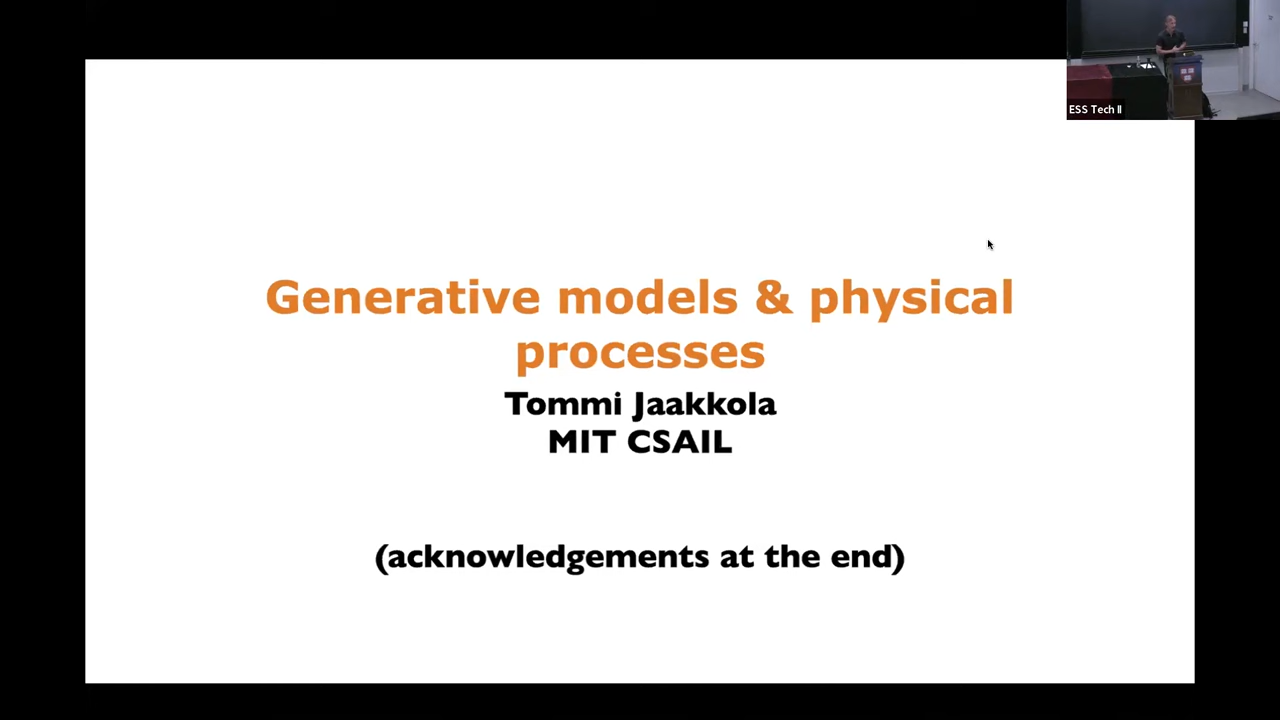 ESS Tech II
Generative models & physical
processes
Tommi Jaakkola
MIT CSAIL
(acknowledgements at the end)